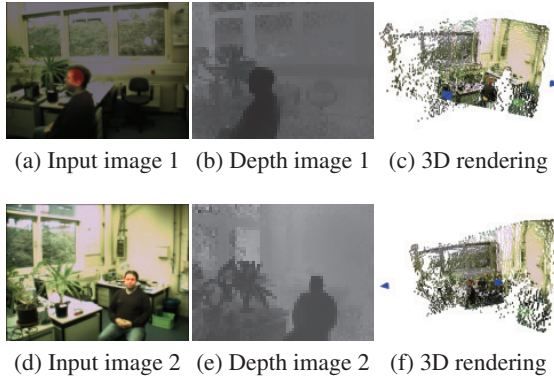 (a) Input image 1 (b) Depth image 1 (c) 3D rendering
(d) Input image 2 (e) Depth image 2 (f) 3D rendering